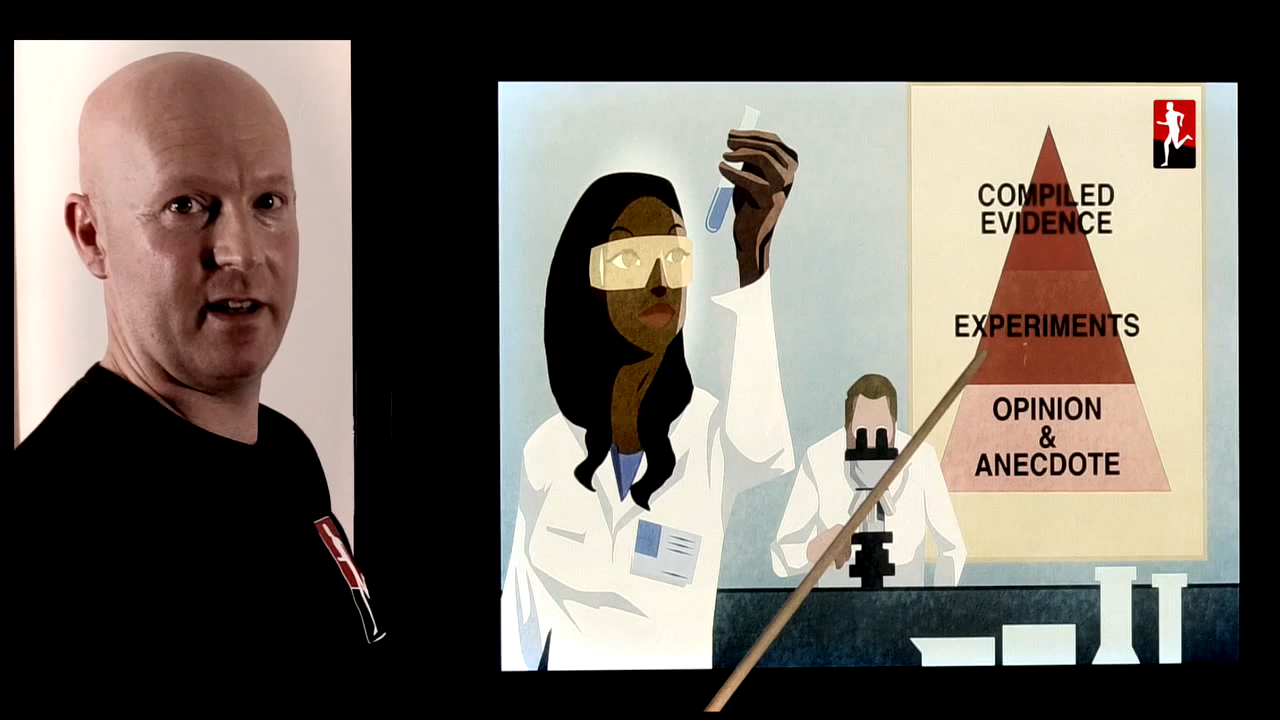 COMPILED
EVIDENCE
EXPERIMENTS
OPINION
&
ANECDOTE